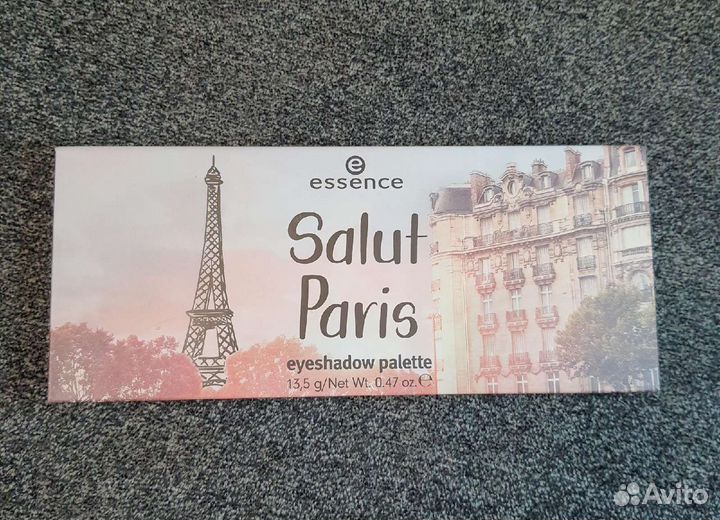 essence
Salut
Paris
eyeshadow palette
13,5 g/Net Wt. 0.47 oz. ℮
Avito